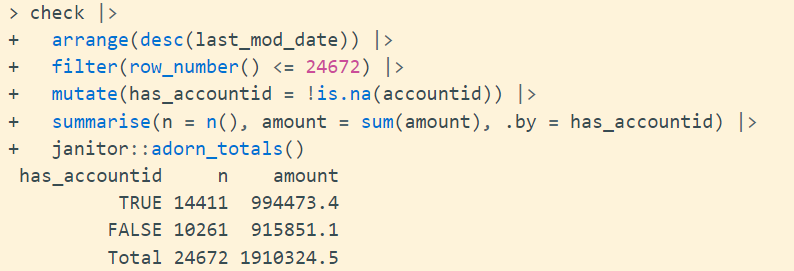 > check |>
+   arrange(desc(last_mod_date)) |>
+   filter(row_number() <= 24672) |>
+   mutate(has_accountid = !is.na(accountid)) |>
+   summarise(n = n(), amount = sum(amount), .by = has_accountid) |>
+   janitor::adorn_totals()
 has_accountid     n    amount
          TRUE 14411  994473.4
         FALSE 10261  915851.1
         Total 24672 1910324.5